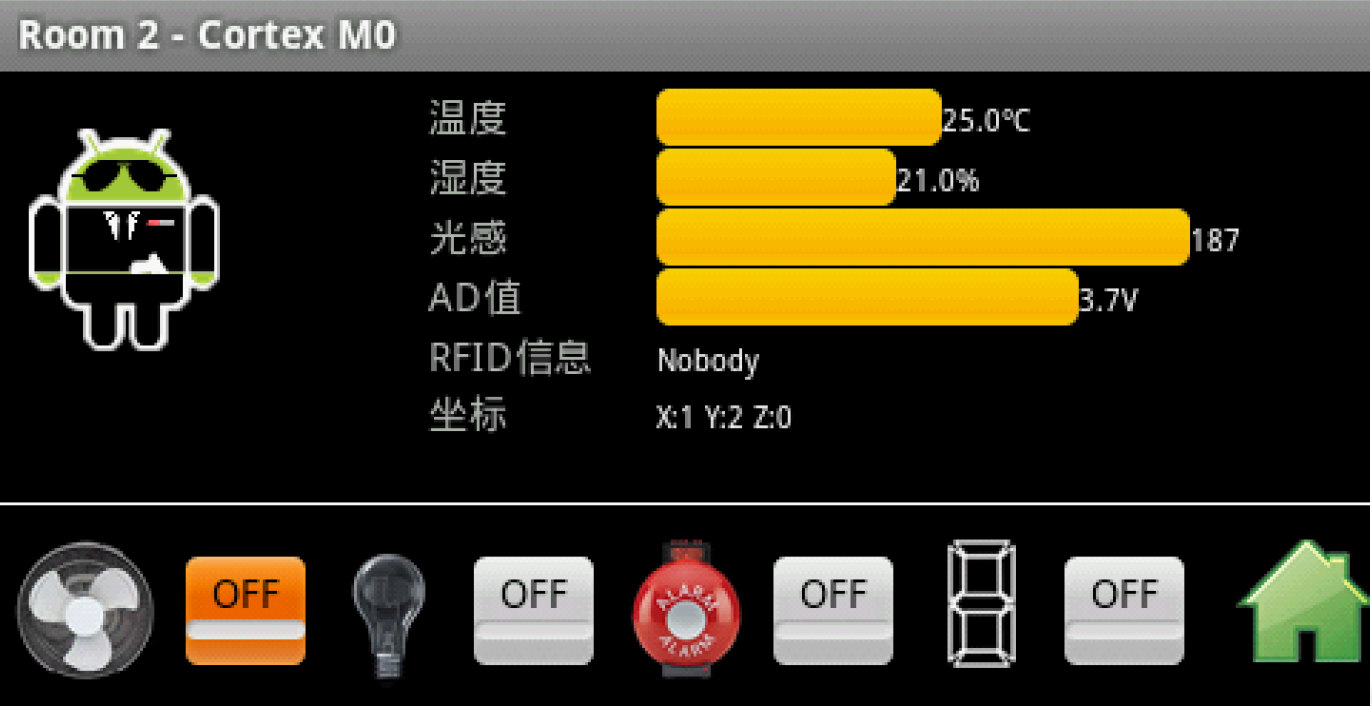 Room 2 - Cortex M0
温度 25.0℃
湿度 21.0%
光感 187
AD值 3.7V
RFID信息 Nobody
坐标 X:1 Y:2 Z:0
OFF OFF ALARM ALARM OFF OFF